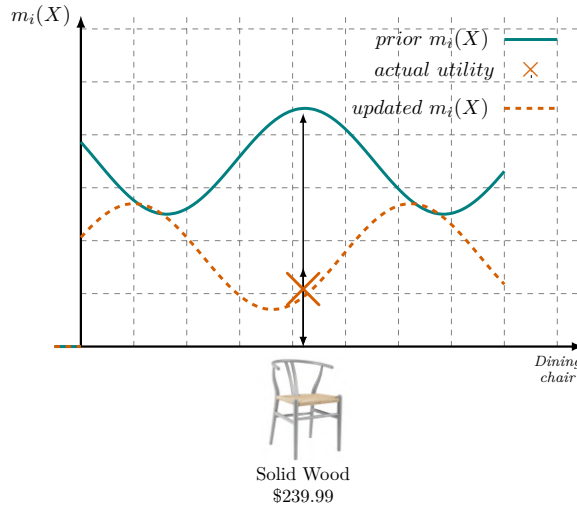 m_i(X)
prior m_i(X)
actual utility
updated m_i(X)
Dining
chair
Solid Wood
$239.99